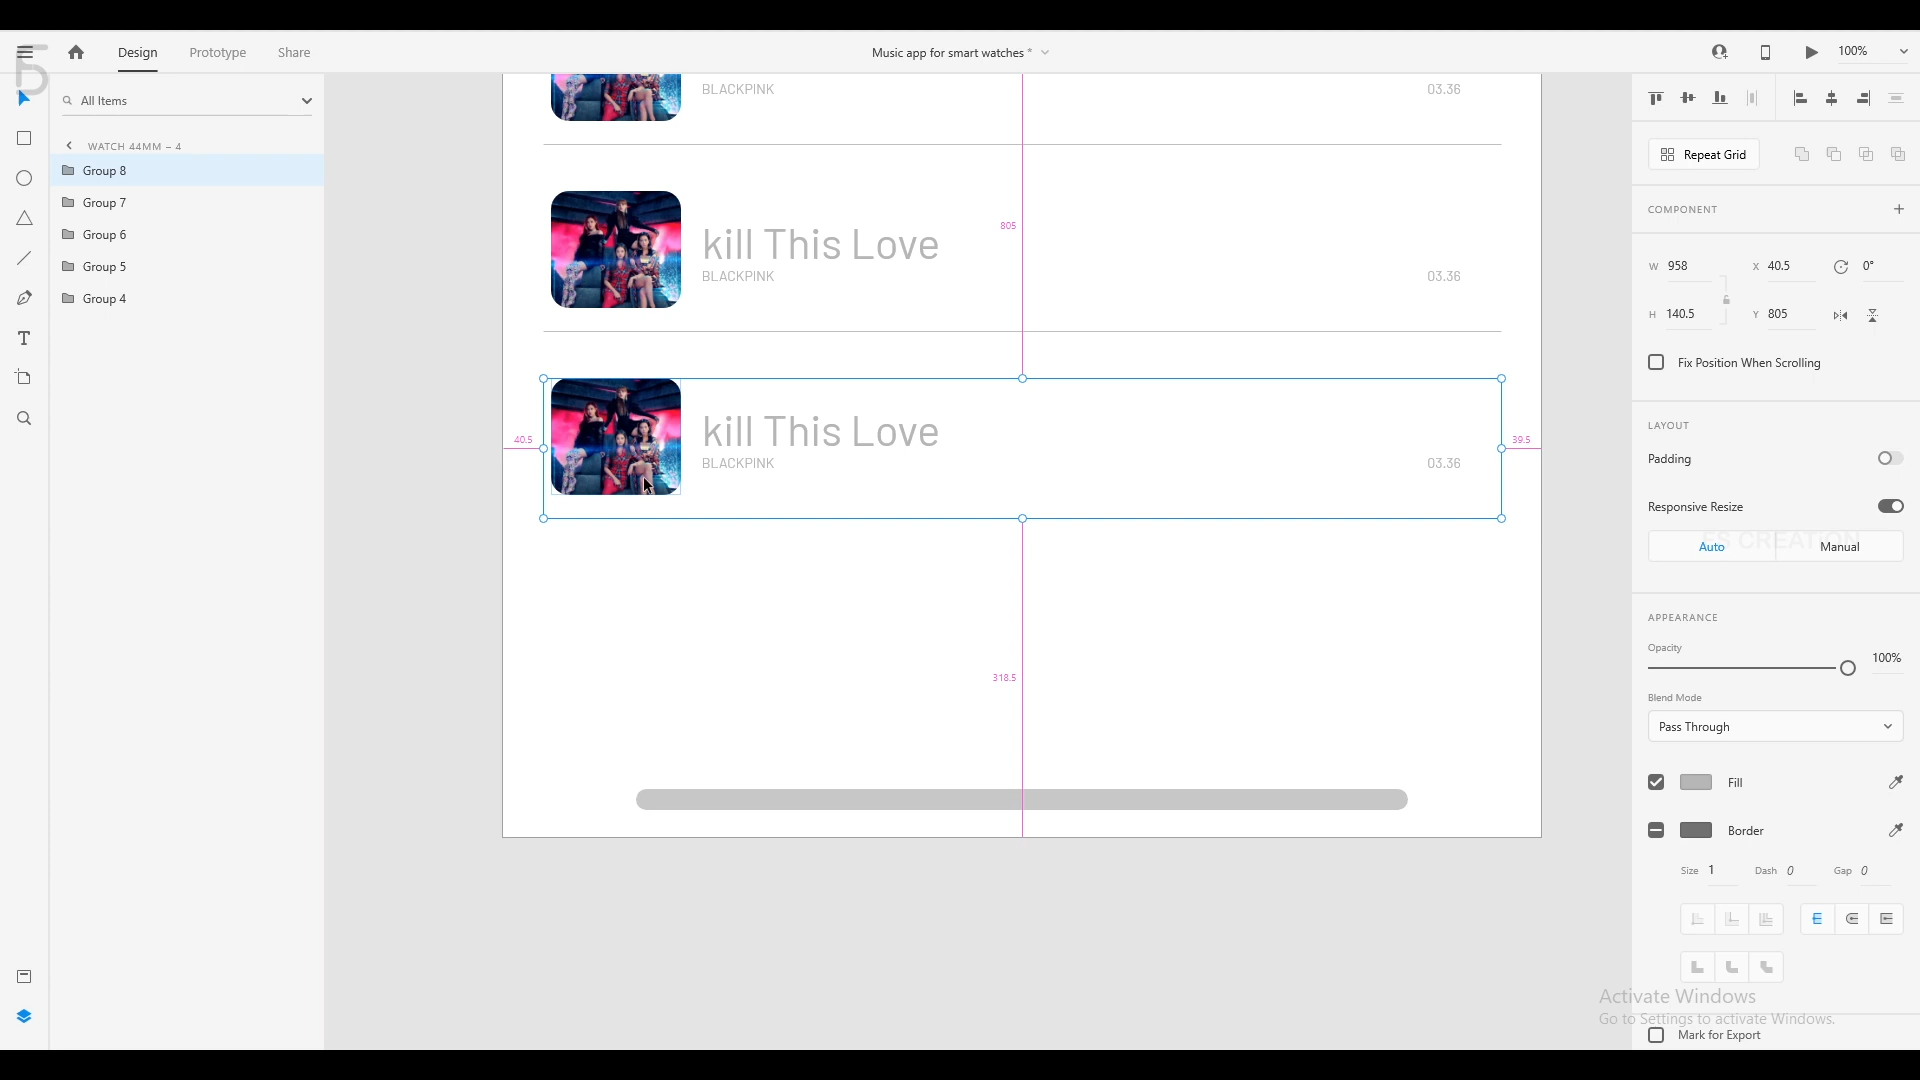 Design
Prototype
Share
Music app for smart watches *
100%
All Items
WATCH 44MM – 4
Group 8
Group 7
Group 6
Group 5
Group 4
BLACKPINK
03.36
805
kill This Love
BLACKPINK
03.36
40.5
kill This Love
BLACKPINK
03.36
39.5
318.5
Repeat Grid
COMPONENT
W 958
X 40.5
0°
H 140.5
Y 805
Fix Position When Scrolling
LAYOUT
Padding
Responsive Resize
ES CREATION
Auto
Manual
APPEARANCE
Opacity
100%
Blend Mode
Pass Through
Fill
Border
Size 1
Dash 0
Gap 0
Activate Windows
Go to Settings to activate Windows.
Mark for Export